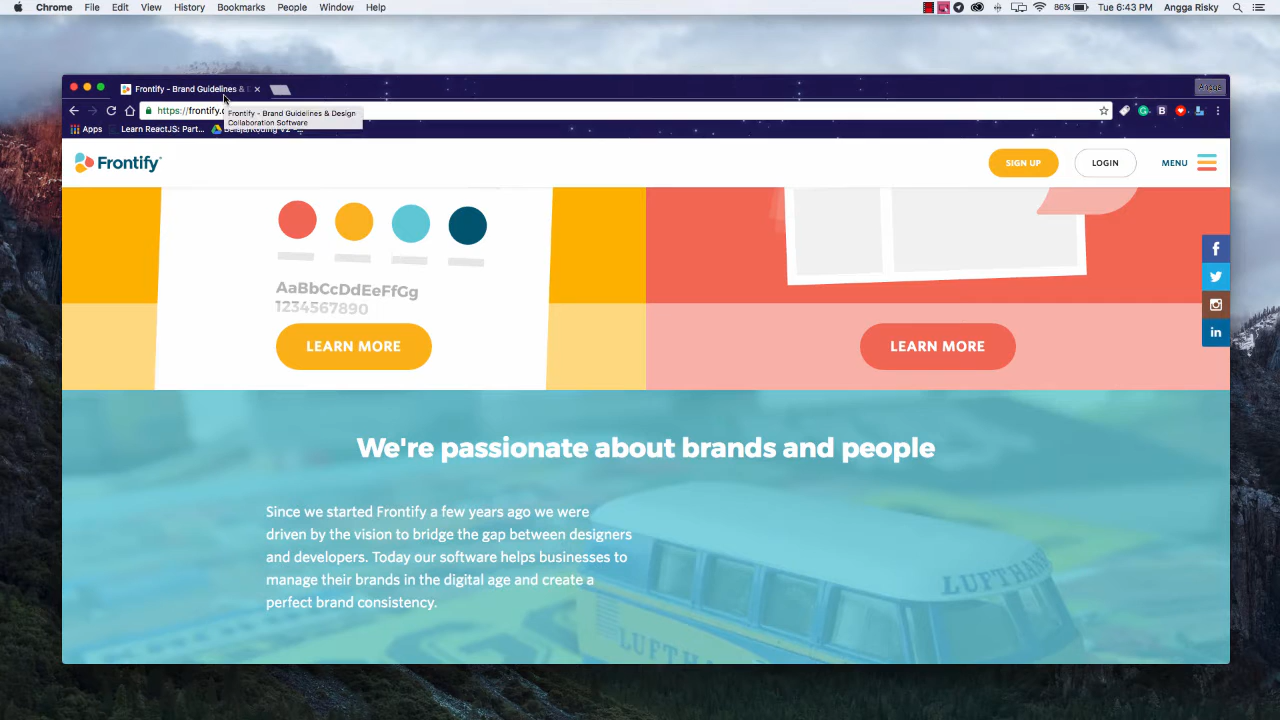 Chrome File Edit View History Bookmarks People Window Help 86% Tue 6:43 PM Angga Risky
Frontify - Brand Guidelines &
Angga
https://frontify.
Frontify - Brand Guidelines & Design
Collaboration Software
Apps Learn ReactJS: Part...
Frontify
SIGN UP LOGIN MENU
AaBbCcDdEeFfGg
1234567890
LEARN MORE LEARN MORE
We're passionate about brands and people
Since we started Frontify a few years ago we were
driven by the vision to bridge the gap between designers
and developers. Today our software helps businesses to
manage their brands in the digital age and create a
perfect brand consistency.
LUFTHANS
LUFTHANS